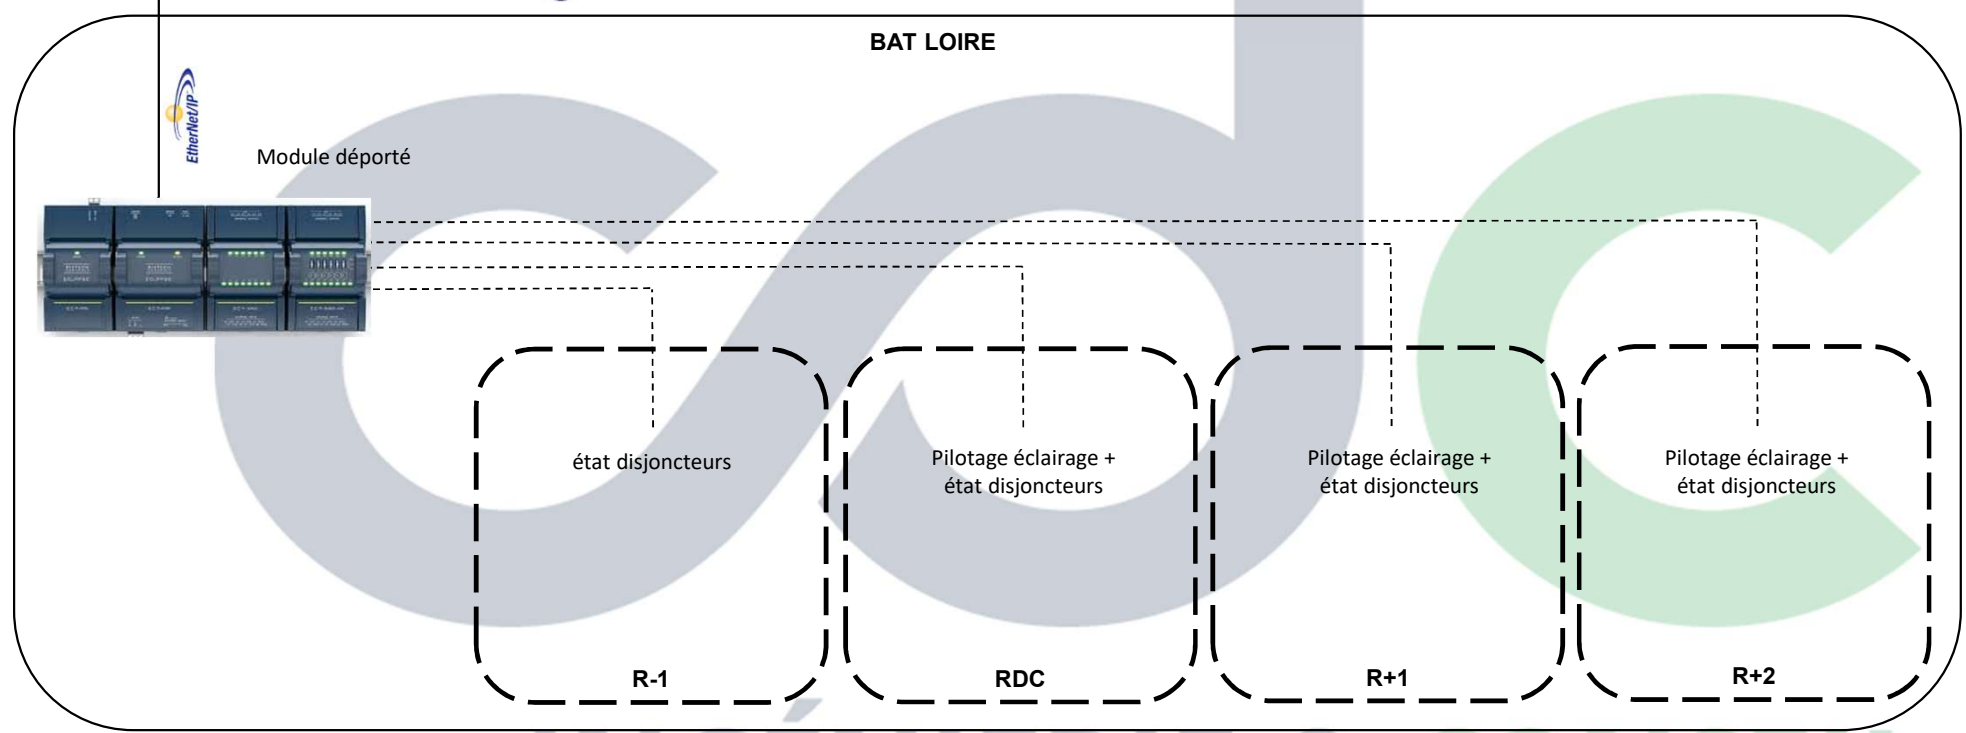 BAT LOIRE
EtherNet/IP
Module déporté
état disjoncteurs
Pilotage éclairage +
état disjoncteurs
Pilotage éclairage +
état disjoncteurs
Pilotage éclairage +
état disjoncteurs
R-1
RDC
R+1
R+2